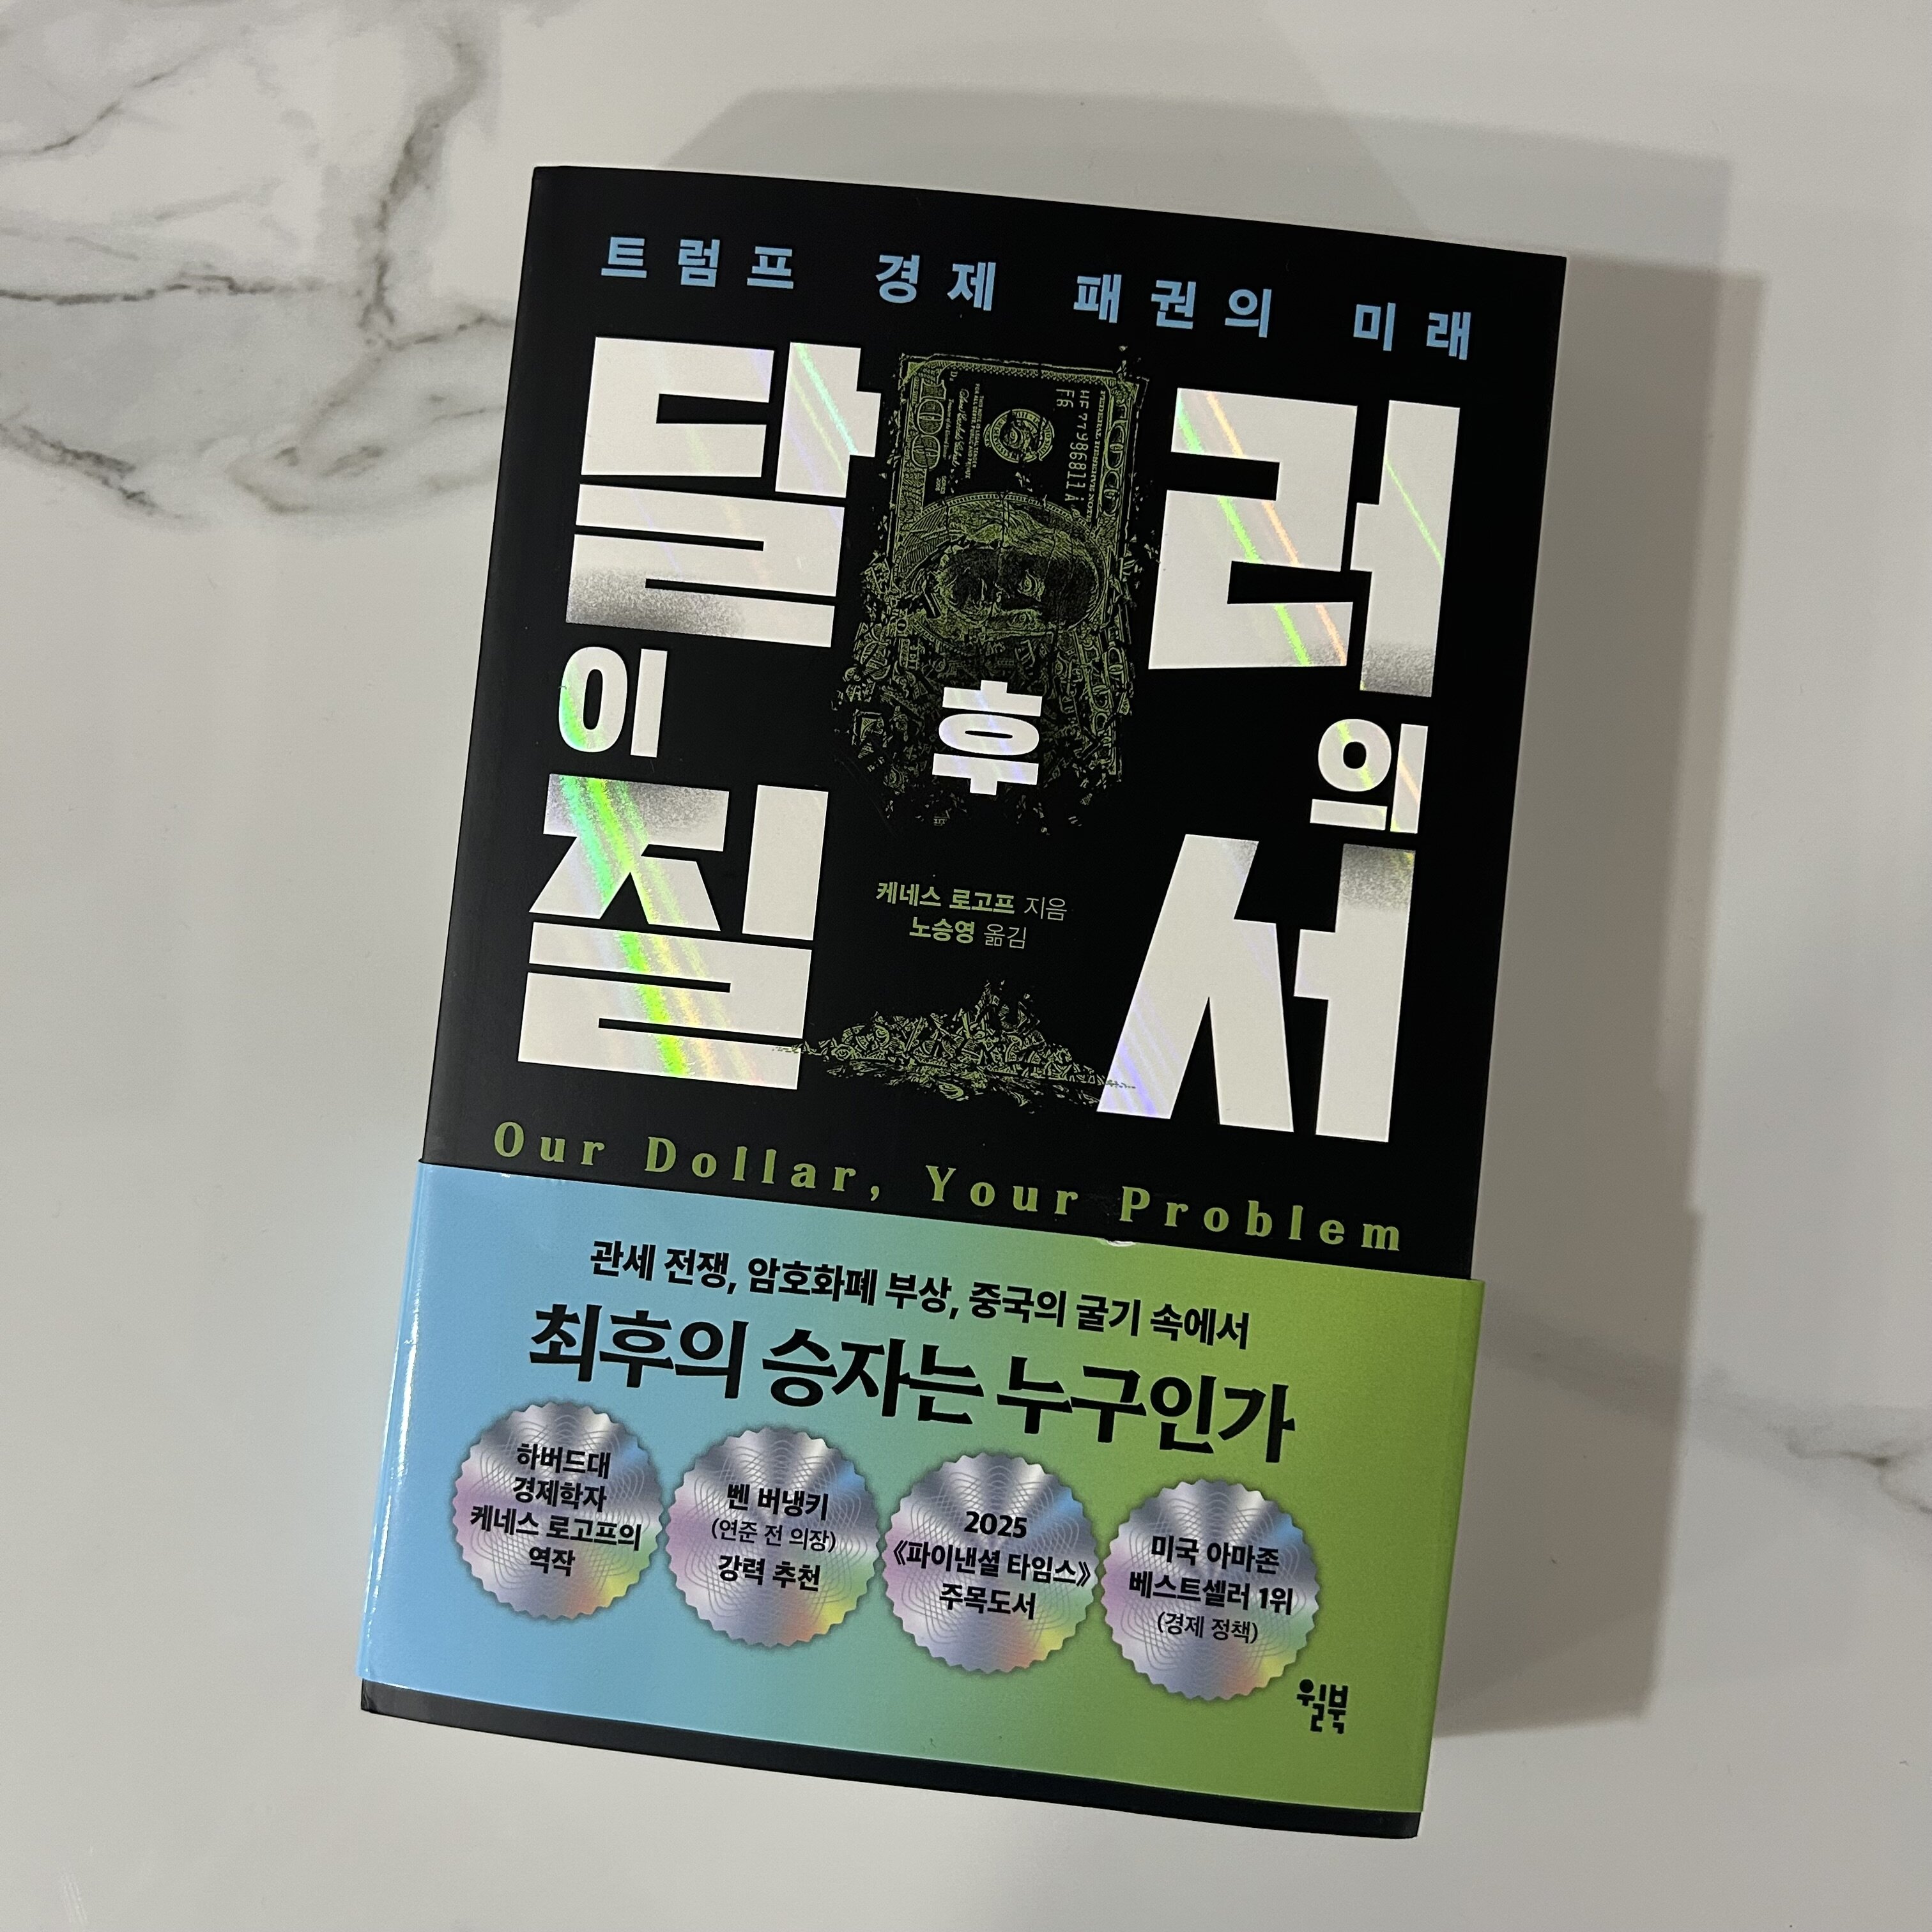 트럼프 경제 패권의 미래
달러
이후의
질서
케네스 로고프 지음
노승영 옮김
Our Dollar, Your Problem
관세 전쟁, 암호화폐 부상, 중국의 굴기 속에서
최후의 승자는 누구인가
하버드대
경제학자
케네스 로고프의
역작
벤 버냉키
(연준 전 의장)
강력 추천
2025
《파이낸셜 타임스》
주목도서
미국 아마존
베스트셀러 1위
(경제 정책)
윌북